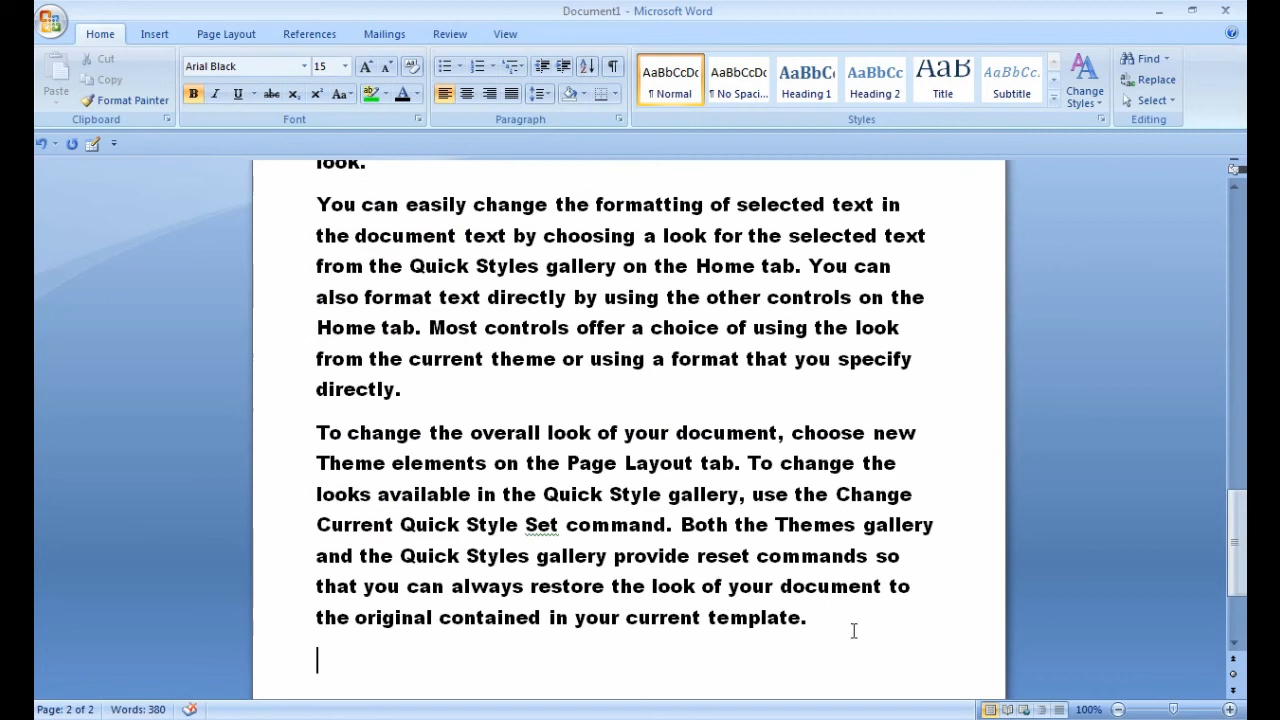 Document1 - Microsoft Word
Home Insert Page Layout References Mailings Review View
Paste
Cut
Copy
Format Painter
Clipboard
Arial Black 15
B I U abc x₂ x² Aa
Font
Paragraph
AaBbCcDc AaBbCcDc AaBbC AaBbCc AaB AaBbCc.
¶ Normal ¶ No Spaci... Heading 1 Heading 2 Title Subtitle
Change
Styles
Styles
Find
Replace
Select
Editing
look.
You can easily change the formatting of selected text in
the document text by choosing a look for the selected text
from the Quick Styles gallery on the Home tab. You can
also format text directly by using the other controls on the
Home tab. Most controls offer a choice of using the look
from the current theme or using a format that you specify
directly.
To change the overall look of your document, choose new
Theme elements on the Page Layout tab. To change the
looks available in the Quick Style gallery, use the Change
Current Quick Style Set command. Both the Themes gallery
and the Quick Styles gallery provide reset commands so
that you can always restore the look of your document to
the original contained in your current template.
Page: 2 of 2 Words: 380 100%